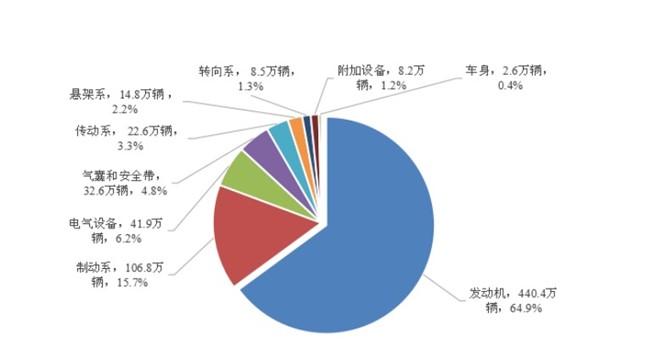 转向系， 8.5万辆，
1.3%
附加设备，8.2万
辆，1.2%
车身，2.6万辆，
0.4%
悬架系，14.8万辆 ，
2.2%
传动系， 22.6万辆，
3.3%
气囊和安全带，
32.6万辆，4.8%
电气设备，41.9万
辆，6.2%
制动系，106.8万
辆，15.7%
发动机，440.4万
辆，64.9%